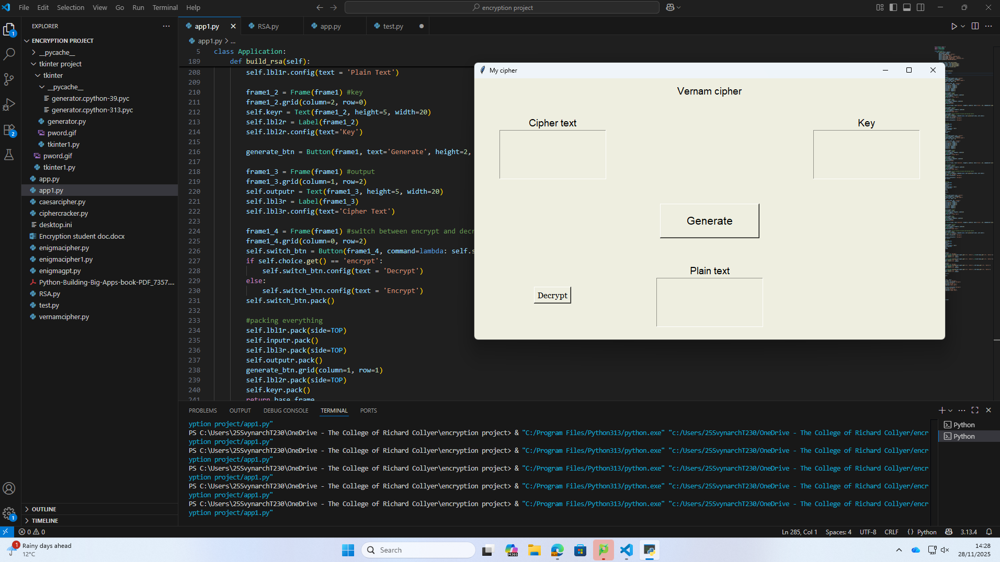 File Edit Selection View Go Run Terminal Help
encryption project
EXPLORER
ENCRYPTION PROJECT
__pycache__
tkinter project
tkinter
__pycache__
generator.cpython-39.pyc
generator.cpython-313.pyc
generator.py
pword.gif
tkinter1.py
pword.gif
tkinter1.py
app.py
app1.py
caesarcipher.py
ciphercracker.py
desktop.ini
Encryption student doc.docx
enigmacipher.py
enigmacipher1.py
enigmagpt.py
Python-Building-Big-Apps-book-PDF_7357....
RSA.py
test.py
vernamcipher.py
OUTLINE
TIMELINE
app1.py RSA.py app.py test.py
app1.py > ...
5 class Application:
189 def build_rsa(self):
208 self.lbl1r.config(text = 'Plain Text')
209
210 frame1_2 = Frame(frame1) #key
211 frame1_2.grid(column=2, row=0)
212 self.keyr = Text(frame1_2, height=5, width=20)
213 self.lbl2r = Label(frame1_2)
214 self.lbl2r.config(text='Key')
215
216 generate_btn = Button(frame1, text='Generate', height=2,
217
218 frame1_3 = Frame(frame1) #output
219 frame1_3.grid(column=1, row=2)
220 self.outputr = Text(frame1_3, height=5, width=20)
221 self.lbl3r = Label(frame1_3)
222 self.lbl3r.config(text='Cipher Text')
223
224 frame1_4 = Frame(frame1) #switch between encrypt and decr
225 frame1_4.grid(column=0, row=2)
226 self.switch_btn = Button(frame1_4, command=lambda: self.s
227 if self.choice.get() == 'encrypt':
228 self.switch_btn.config(text = 'Decrypt')
229 else:
230 self.switch_btn.config(text = 'Encrypt')
231 self.switch_btn.pack()
232
233 #packing everything
234 self.lbl1r.pack(side=TOP)
235 self.inputr.pack()
236 self.lbl3r.pack(side=TOP)
237 self.outputr.pack()
238 generate_btn.grid(column=1, row=1)
239 self.lbl2r.pack(side=TOP)
240 self.keyr.pack()
241 return base_frame
My cipher
Vernam cipher
Cipher text
Key
Generate
Plain text
Decrypt
PROBLEMS OUTPUT DEBUG CONSOLE TERMINAL PORTS
yption project/app1.py"
PS C:\Users\25SvynarchT230\OneDrive - The College of Richard Collyer\encryption project> & "C:/Program Files/Python313/python.exe" "c:/Users/25SvynarchT230/OneDrive - The College of Richard Collyer/encr
yption project/app1.py"
PS C:\Users\25SvynarchT230\OneDrive - The College of Richard Collyer\encryption project> & "C:/Program Files/Python313/python.exe" "c:/Users/25SvynarchT230/OneDrive - The College of Richard Collyer/encr
yption project/app1.py"
PS C:\Users\25SvynarchT230\OneDrive - The College of Richard Collyer\encryption project> & "C:/Program Files/Python313/python.exe" "c:/Users/25SvynarchT230/OneDrive - The College of Richard Collyer/encr
yption project/app1.py"
PS C:\Users\25SvynarchT230\OneDrive - The College of Richard Collyer\encryption project> & "C:/Program Files/Python313/python.exe" "c:/Users/25SvynarchT230/OneDrive - The College of Richard Collyer/encr
yption project/app1.py"
PS C:\Users\25SvynarchT230\OneDrive - The College of Richard Collyer\encryption project> & "C:/Program Files/Python313/python.exe" "c:/Users/25SvynarchT230/OneDrive - The College of Richard Collyer/encr
yption project/app1.py"
Python
Python
1
2
1
0 0
Ln 285, Col 1 Spaces: 4 UTF-8 CRLF {} Python 3.13.4
1
Rainy days ahead
12°C
Search
M365
14:28
28/11/2025